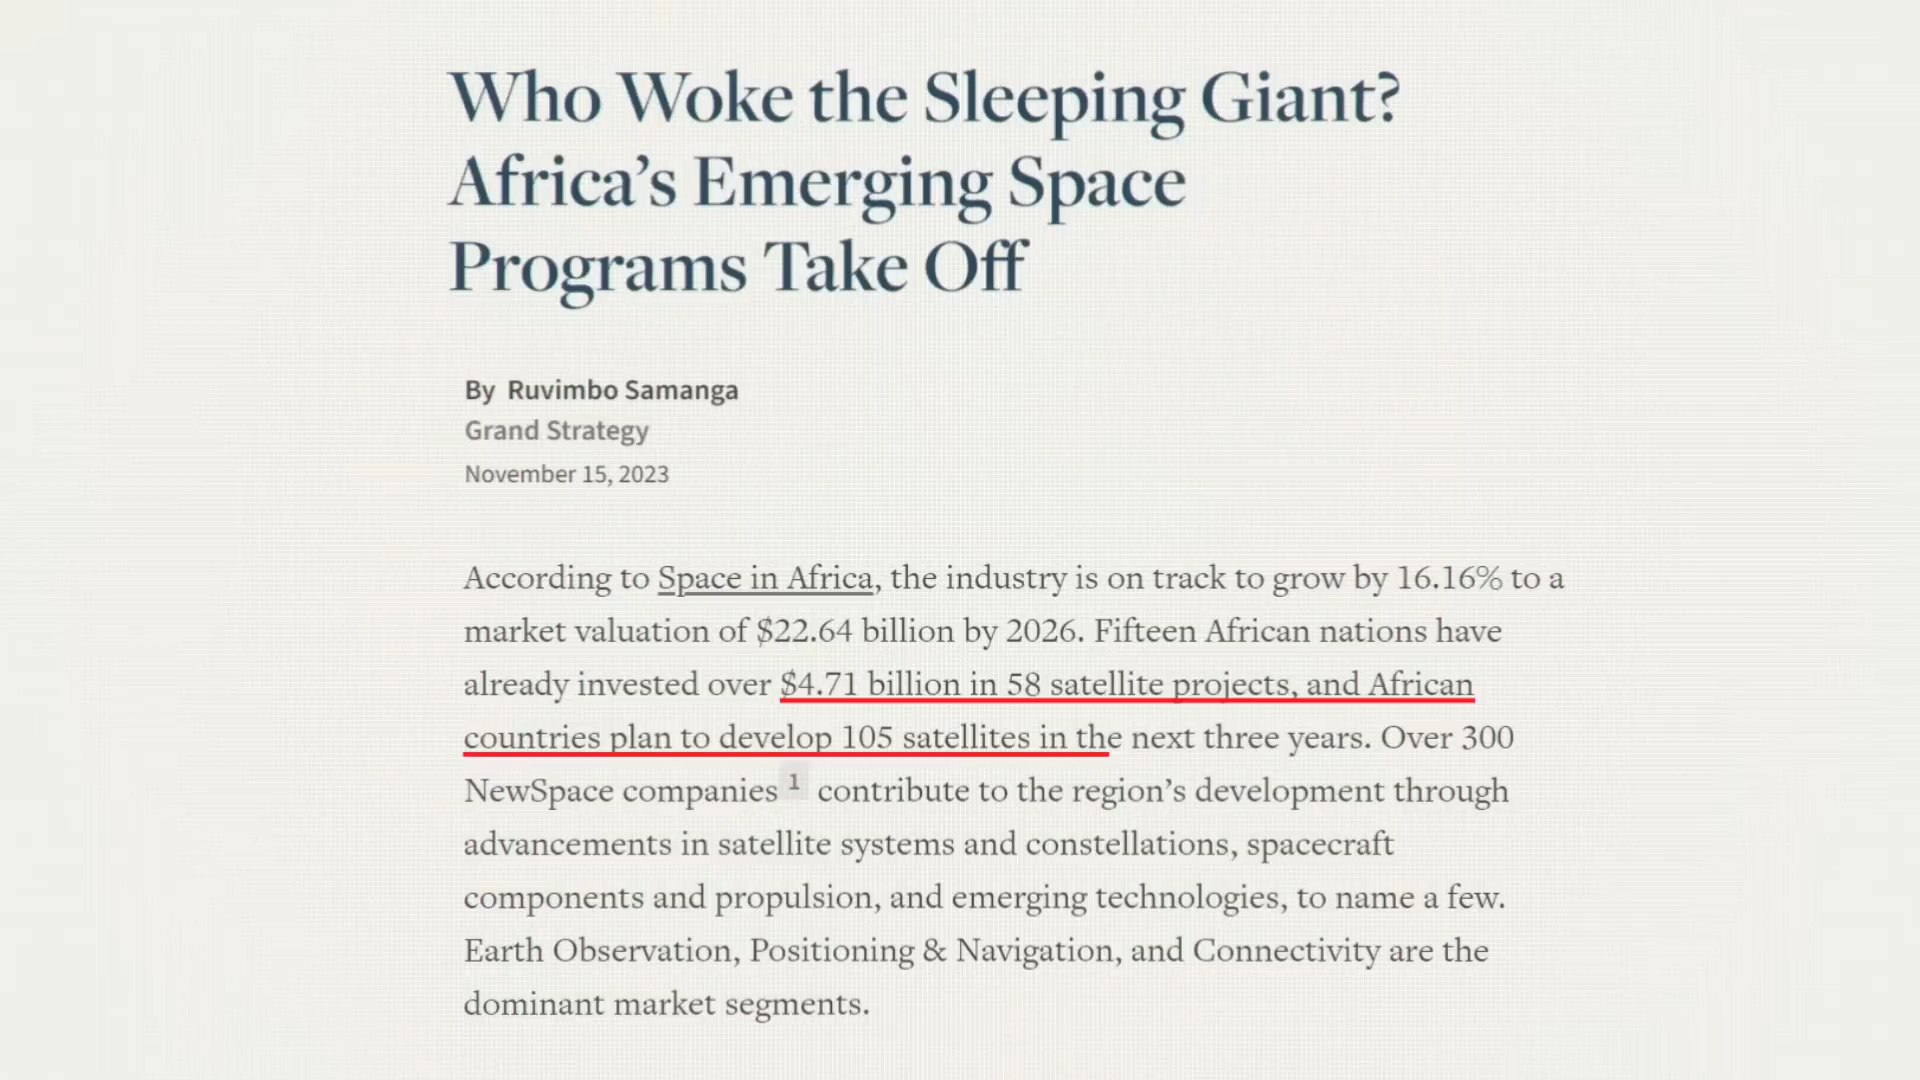 Who Woke the Sleeping Giant?
Africa’s Emerging Space
Programs Take Off
By Ruvimbo Samanga
Grand Strategy
November 15, 2023
According to Space in Africa, the industry is on track to grow by 16.16% to a
market valuation of $22.64 billion by 2026. Fifteen African nations have
already invested over $4.71 billion in 58 satellite projects, and African
countries plan to develop 105 satellites in the next three years. Over 300
NewSpace companies 1 contribute to the region’s development through
advancements in satellite systems and constellations, spacecraft
components and propulsion, and emerging technologies, to name a few.
Earth Observation, Positioning & Navigation, and Connectivity are the
dominant market segments.